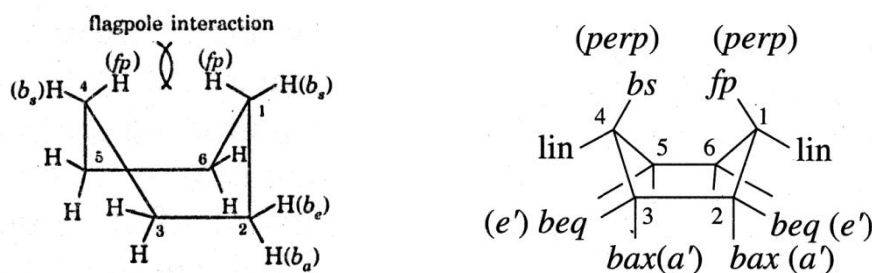 flagpole interaction
(fp) (fp)
(bs)H 4 H H H(bs)
1
H 5 6 H
H H H H(be)
3 2
H H(ba)
(perp) (perp)
bs fp
4 1
lin 5 6 lin
(e') beq 3 2 beq (e')
bax(a') bax (a')